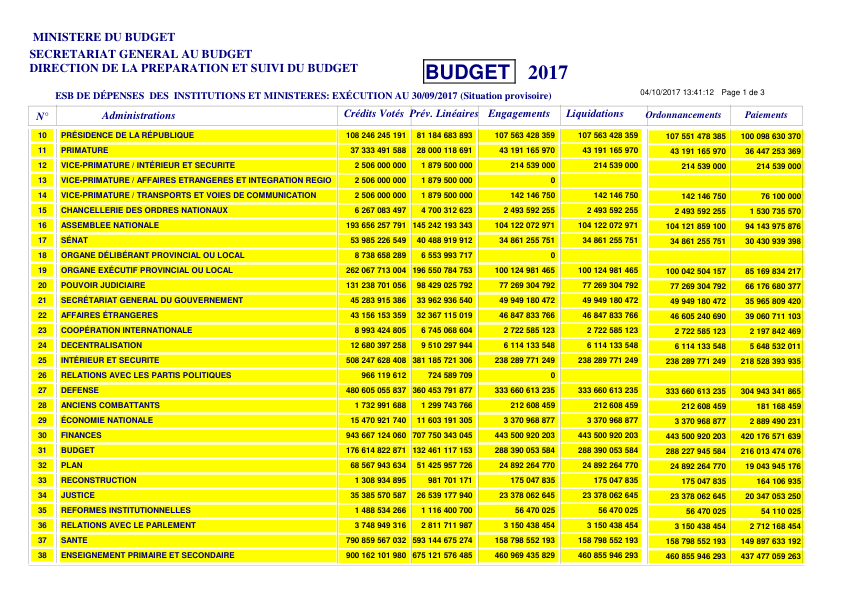 MINISTERE DU BUDGET
SECRETARIAT GENERAL AU BUDGET
DIRECTION DE LA PREPARATION ET SUIVI DU BUDGET
BUDGET 2017
ESB DE DÉPENSES DES INSTITUTIONS ET MINISTERES: EXÉCUTION AU 30/09/2017 (Situation provisoire)
04/10/2017 13:41:12 Page 1 de 3
N° Administrations Crédits Votés Prév. Linéaires Engagements Liquidations Ordonnancements Paiements
10 PRÉSIDENCE DE LA RÉPUBLIQUE 108 246 245 191 81 184 683 893 107 563 428 359 107 563 428 359 107 551 478 385 100 098 630 370
11 PRIMATURE 37 333 491 588 28 000 118 691 43 191 165 970 43 191 165 970 43 191 165 970 36 447 253 369
12 VICE-PRIMATURE / INTÉRIEUR ET SECURITE 2 506 000 000 1 879 500 000 214 539 000 214 539 000 214 539 000 214 539 000
13 VICE-PRIMATURE / AFFAIRES ETRANGERES ET INTEGRATION REGIO 2 506 000 000 1 879 500 000 0
14 VICE-PRIMATURE / TRANSPORTS ET VOIES DE COMMUNICATION 2 506 000 000 1 879 500 000 142 146 750 142 146 750 142 146 750 76 100 000
15 CHANCELLERIE DES ORDRES NATIONAUX 6 267 083 497 4 700 312 623 2 493 592 255 2 493 592 255 2 493 592 255 1 530 735 570
16 ASSEMBLEE NATIONALE 193 656 257 791 145 242 193 343 104 122 072 971 104 122 072 971 104 121 859 100 94 143 975 876
17 SÉNAT 53 985 226 549 40 488 919 912 34 861 255 751 34 861 255 751 34 861 255 751 30 430 939 398
18 ORGANE DÉLIBÉRANT PROVINCIAL OU LOCAL 8 738 658 289 6 553 993 717 0
19 ORGANE EXÉCUTIF PROVINCIAL OU LOCAL 262 067 713 004 196 550 784 753 100 124 981 465 100 124 981 465 100 042 504 157 85 169 834 217
20 POUVOIR JUDICIAIRE 131 238 701 056 98 429 025 792 77 269 304 792 77 269 304 792 77 269 304 792 66 176 680 377
21 SECRÉTARIAT GENERAL DU GOUVERNEMENT 45 283 915 386 33 962 936 540 49 949 180 472 49 949 180 472 49 949 180 472 35 965 809 420
22 AFFAIRES ÉTRANGERES 43 156 153 359 32 367 115 019 46 847 833 766 46 847 833 766 46 605 240 690 39 060 711 103
23 COOPÉRATION INTERNATIONALE 8 993 424 805 6 745 068 604 2 722 585 123 2 722 585 123 2 722 585 123 2 197 842 469
24 DECENTRALISATION 12 680 397 258 9 510 297 944 6 114 133 548 6 114 133 548 6 114 133 548 5 648 532 011
25 INTÉRIEUR ET SECURITE 508 247 628 408 381 185 721 306 238 289 771 249 238 289 771 249 238 289 771 249 218 528 393 935
26 RELATIONS AVEC LES PARTIS POLITIQUES 966 119 612 724 589 709 0
27 DEFENSE 480 605 055 837 360 453 791 877 333 660 613 235 333 660 613 235 333 660 613 235 304 943 341 865
28 ANCIENS COMBATTANTS 1 732 991 688 1 299 743 766 212 608 459 212 608 459 212 608 459 181 168 459
29 ÉCONOMIE NATIONALE 15 470 921 740 11 603 191 305 3 370 968 877 3 370 968 877 3 370 968 877 2 889 490 231
30 FINANCES 943 667 124 060 707 750 343 045 443 500 920 203 443 500 920 203 443 500 920 203 420 176 571 639
31 BUDGET 176 614 822 871 132 461 117 153 288 390 053 584 288 390 053 584 288 227 945 584 216 013 474 076
32 PLAN 68 567 943 634 51 425 957 726 24 892 264 770 24 892 264 770 24 892 264 770 19 043 945 176
33 RECONSTRUCTION 1 308 934 895 981 701 171 175 047 835 175 047 835 175 047 835 164 106 935
34 JUSTICE 35 385 570 587 26 539 177 940 23 378 062 645 23 378 062 645 23 378 062 645 20 347 053 250
35 REFORMES INSTITUTIONNELLES 1 488 534 266 1 116 400 700 56 470 025 56 470 025 56 470 025 54 110 025
36 RELATIONS AVEC LE PARLEMENT 3 748 949 316 2 811 711 987 3 150 438 454 3 150 438 454 3 150 438 454 2 712 168 454
37 SANTE 790 859 567 032 593 144 675 274 158 798 552 193 158 798 552 193 158 798 552 193 149 897 633 192
38 ENSEIGNEMENT PRIMAIRE ET SECONDAIRE 900 162 101 980 675 121 576 485 460 969 435 829 460 855 946 293 460 855 946 293 437 477 059 263